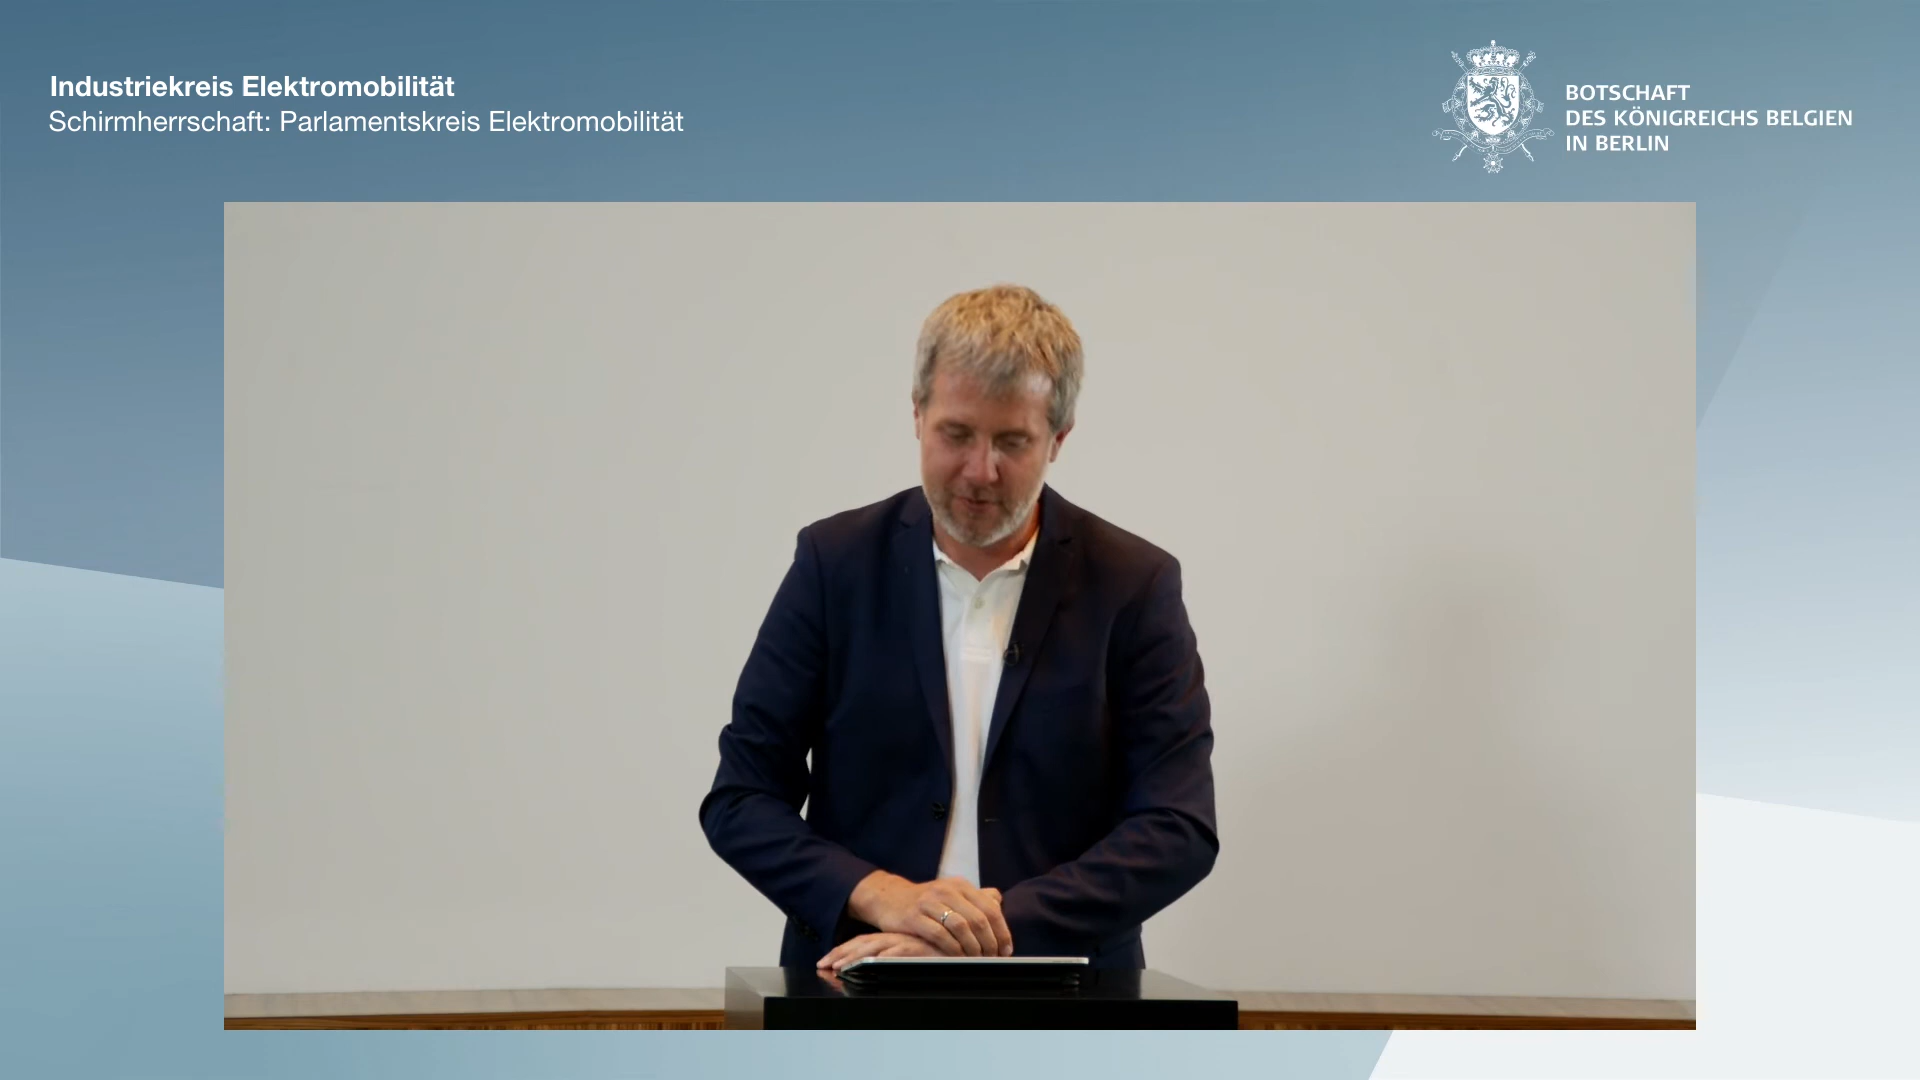 Industriekreis Elektromobilität
Schirmherrschaft: Parlamentskreis Elektromobilität
BOTSCHAFT
DES KÖNIGREICHS BELGIEN
IN BERLIN